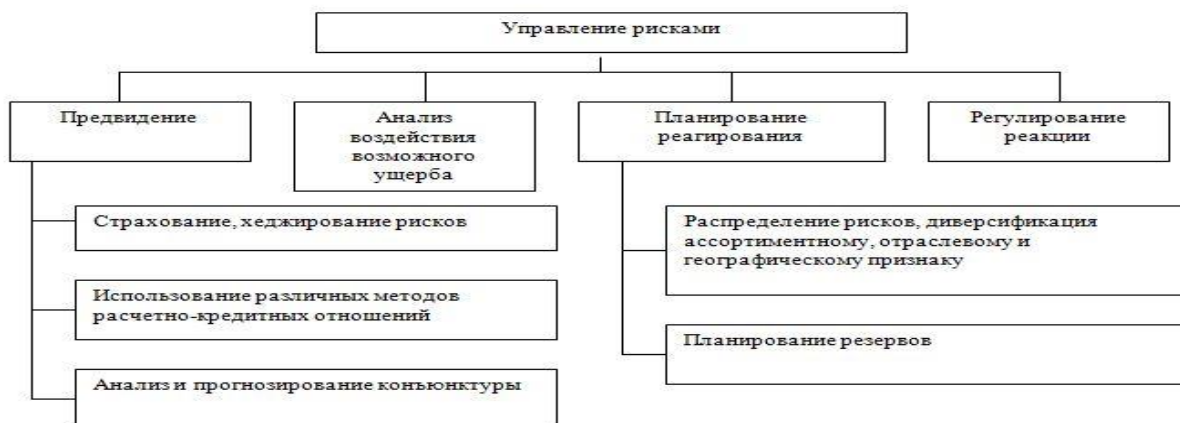 Управление рисками
Предвидение
Анализ
воздействия
возможного
ущерба
Планирование
реагирования
Регулирование
реакции
Страхование, хеджирование рисков
Использование различных методов
расчетно-кредитных отношений
Анализ и прогнозирование конъюнктуры
Распределение рисков, диверсификация
ассортиментному, отраслевому и
географическому признаку
Планирование резервов